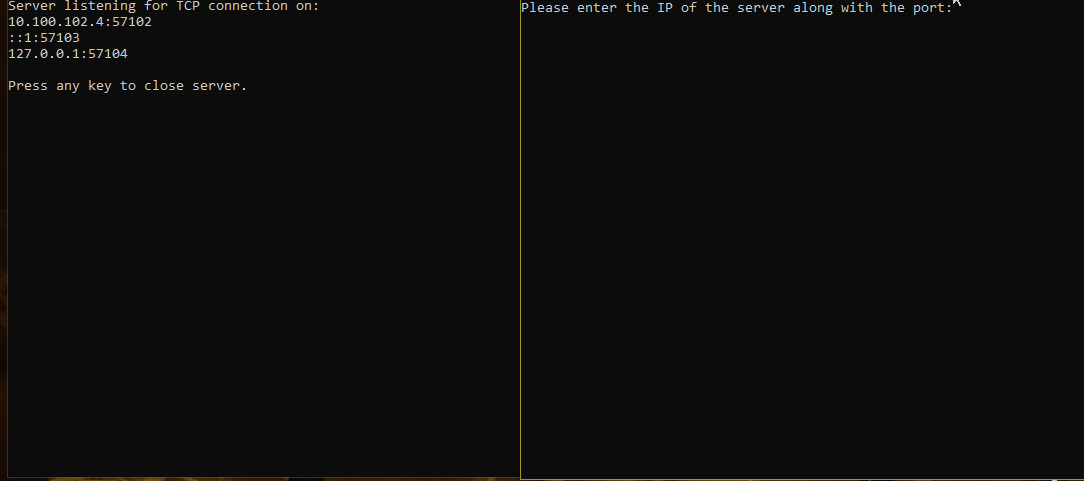 Server listening for TCP connection on:
10.100.102.4:57102
::1:57103
127.0.0.1:57104
Press any key to close server.
Please enter the IP of the server along with the port: